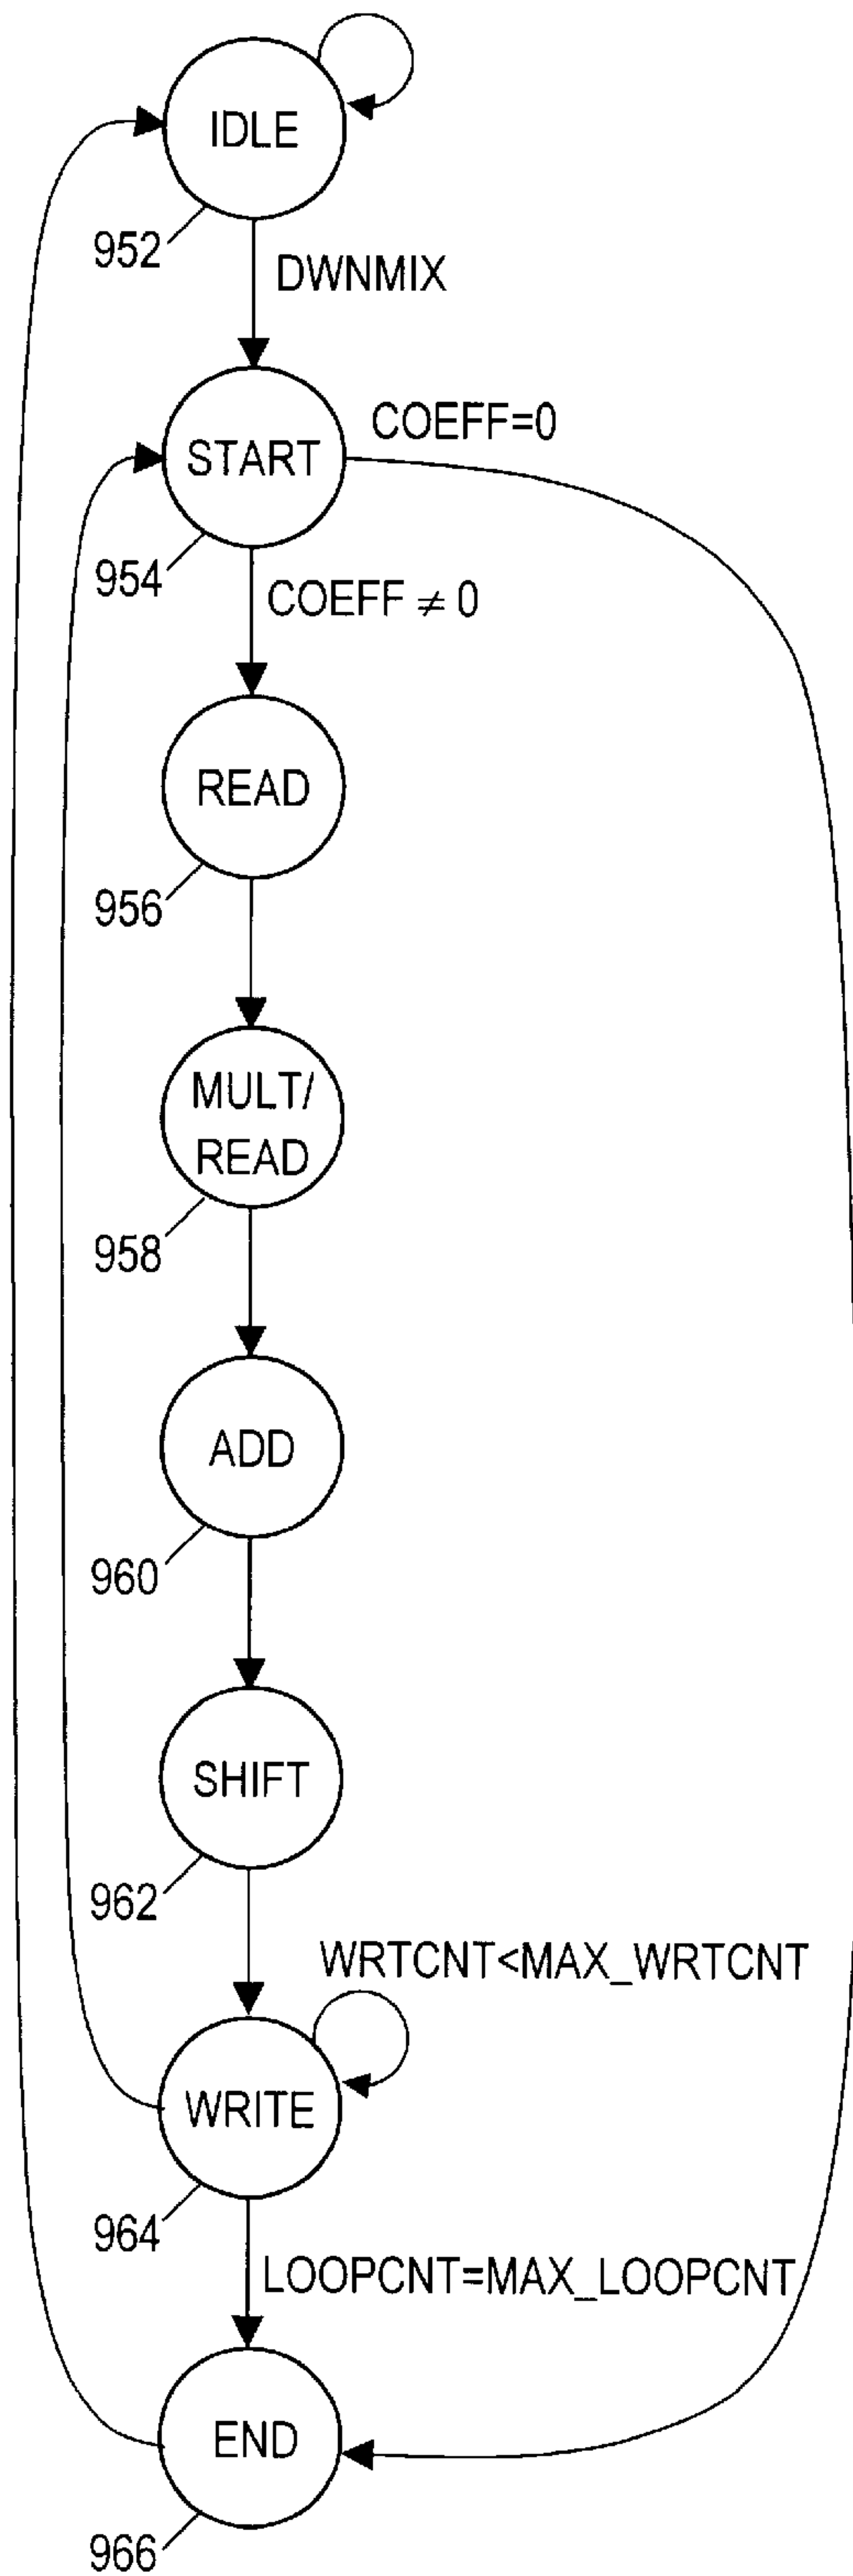 IDLE
952
DWNMIX
COEFF=0
START
954
COEFF ≠ 0
READ
956
MULT/
READ
958
ADD
960
SHIFT
962
WRTCNT<MAX_WRTCNT
WRITE
964
LOOPCNT=MAX_LOOPCNT
END
966